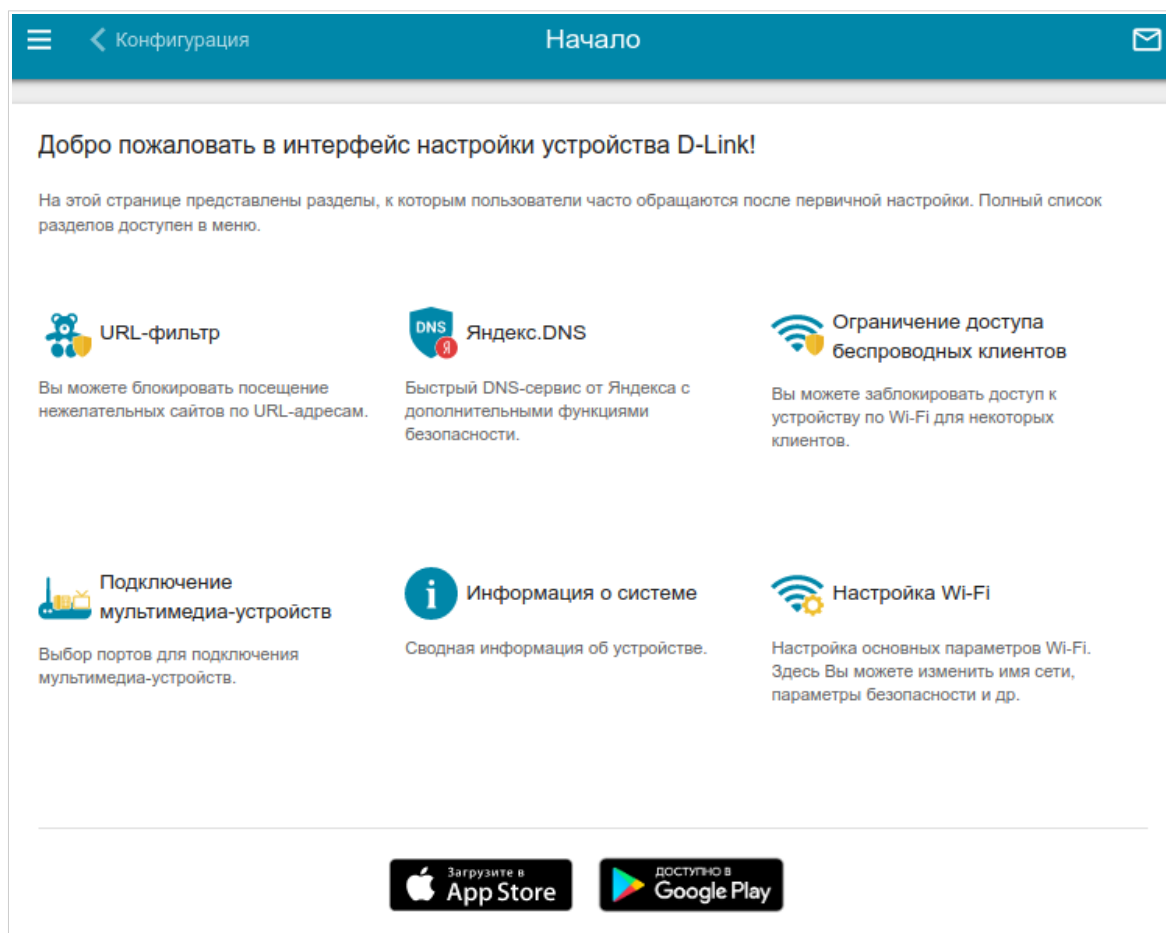 Конфигурация
Начало
Добро пожаловать в интерфейс настройки устройства D-Link!
На этой странице представлены разделы, к которым пользователи часто обращаются после первичной настройки. Полный список
разделов доступен в меню.
URL-фильтр
Вы можете блокировать посещение
нежелательных сайтов по URL-адресам.
DNS
Я
Яндекс.DNS
Быстрый DNS-сервис от Яндекса с
дополнительными функциями
безопасности.
Ограничение доступа
беспроводных клиентов
Вы можете заблокировать доступ к
устройству по Wi-Fi для некоторых
клиентов.
Подключение
мультимедиа-устройств
Выбор портов для подключения
мультимедиа-устройств.
i
Информация о системе
Сводная информация об устройстве.
Настройка Wi-Fi
Настройка основных параметров Wi-Fi.
Здесь Вы можете изменить имя сети,
параметры безопасности и др.
Загрузите в
App Store
ДОСТУПНО В
Google Play